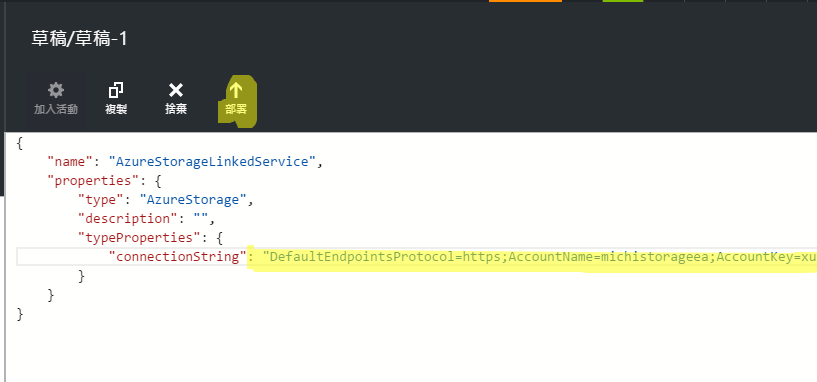 草稿/草稿-1
加入活動 複製 捨棄 部署
{
"name": "AzureStorageLinkedService",
"properties": {
"type": "AzureStorage",
"description": "",
"typeProperties": {
"connectionString": "DefaultEndpointsProtocol=https;AccountName=michistorageea;AccountKey=xu
}
}
}